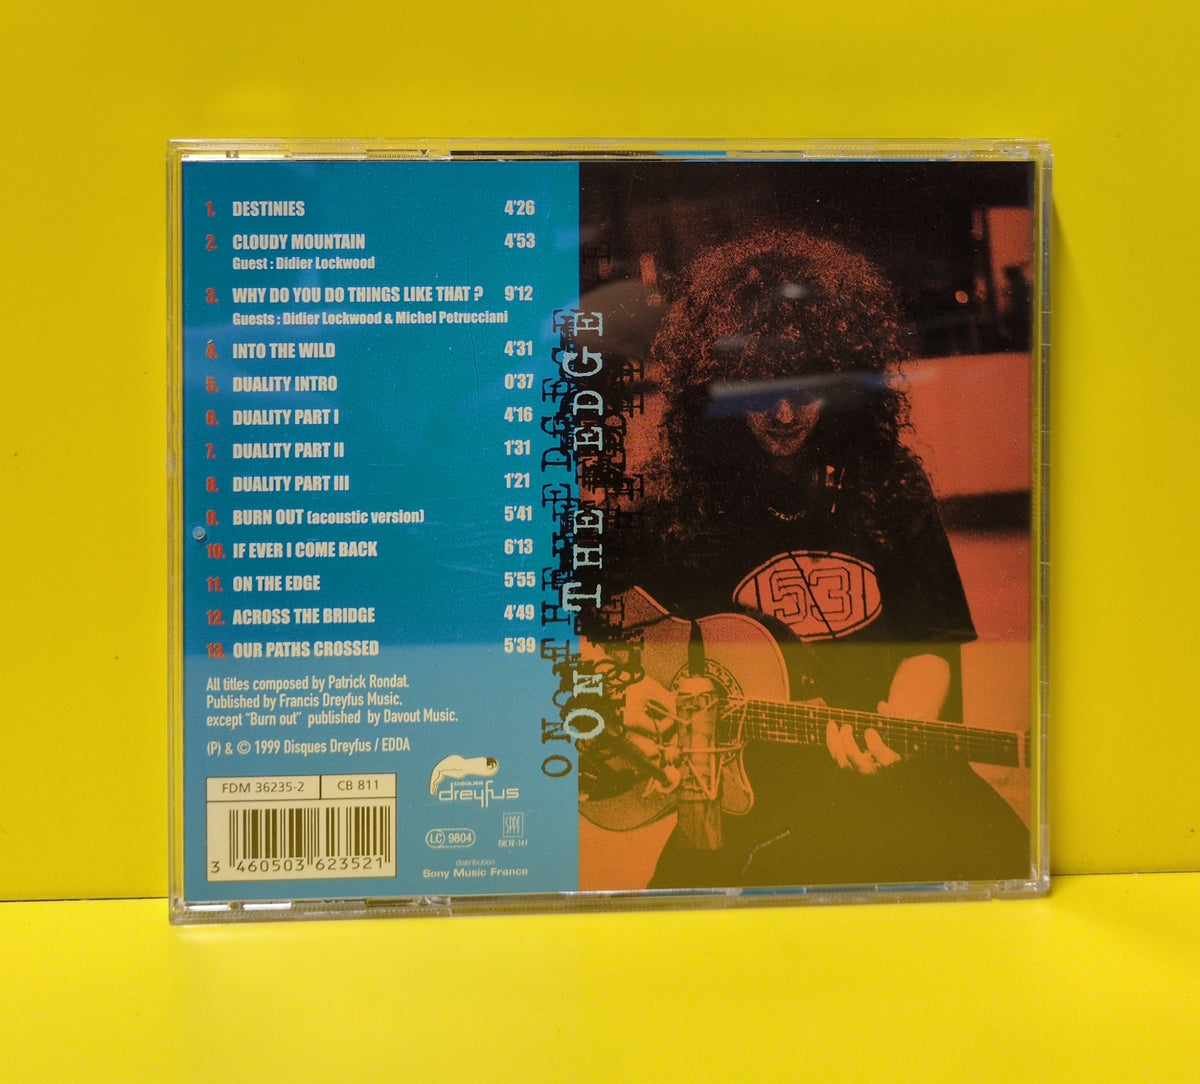 1. DESTINIES 4'26
2. CLOUDY MOUNTAIN 4'53
Guest : Didier Lockwood
3. WHY DO YOU DO THINGS LIKE THAT ? 9'12
Guests : Didier Lockwood & Michel Petrucciani
4. INTO THE WILD 4'31
5. DUALITY INTRO 0'37
6. DUALITY PART I 4'16
7. DUALITY PART II 1'31
8. DUALITY PART III 1'21
9. BURN OUT (acoustic version) 5'41
10. IF EVER I COME BACK 6'13
11. ON THE EDGE 5'55
12. ACROSS THE BRIDGE 4'49
13. OUR PATHS CROSSED 5'39
All titles composed by Patrick Rondat.
Published by Francis Dreyfus Music.
except "Burn out" published by Davout Music.
(P) & © 1999 Disques Dreyfus / EDDA
FDM 36235-2 CB 811
3 460503 623521
DISQUES
dreyfus
LC 9804
SPPF
distribution
Sony Music France
ON THE EDGE
ON THE EDGE
53